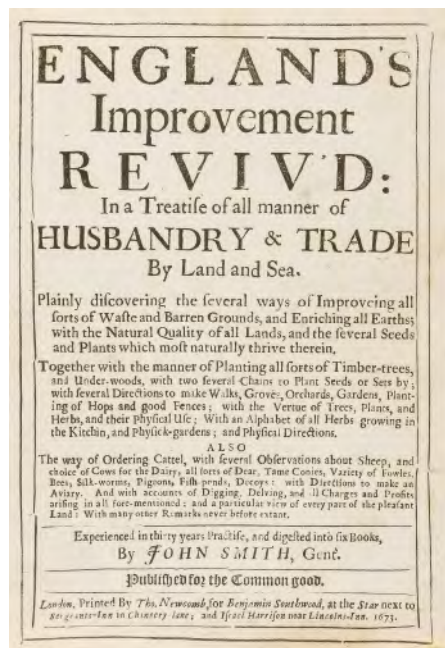 ENGLAND'S
Improvement
REVIV'D:
In a Treatiſe of all manner of
HUSBANDRY & TRADE
By Land and Sea.
Plainly diſcovering the ſeveral ways of Improveing all
ſorts of Waſte and Barren Grounds, and Enriching all Earths;
with the Natural Quality of all Lands, and the ſeveral Seeds
and Plants which moſt naturally thrive therein.
Together with the manner of Planting all ſorts of Timber-trees,
and Under-woods, with two ſeveral Chains to Plant Seeds or Sets by;
with ſeveral Directions to make Walks, Groves, Orchards, Gardens, Plant-
ing of Hops and good Fences; with the Vertue of Trees, Plants, and
Herbs, and their Phyſical Uſe; With an Alphabet of all Herbs growing in
the Kitchin, and Phyſick-gardens; and Phyſical Directions.
ALSO
The way of Ordering Cattel, with ſeveral Obſervations about Sheep, and
choice of Cows for the Dairy, all ſorts of Dear, Tame Conies, Variety of Fowles,
Bees, Silk-worms, Pigeons, Fiſh-ponds, Decoys: with Directions to make an
Aviary. And with accounts of Digging, Delving, and all Charges and Profits
ariſing in all fore-mentioned: and a particular view of every part of the pleaſant
Land: With many other Remarks never before extant.
Experienced in thirty years Practiſe, and digeſted into ſix Books,
By JOHN SMITH, Gent.
Publiſhed for the Common good.
London, Printed By Tho. Newcomb, for Benjamin Southwood, at the Star next to
Sergeants-Inn in Chancery lane; and Iſrael Harriſon near Lincolns-Inn. 1673.